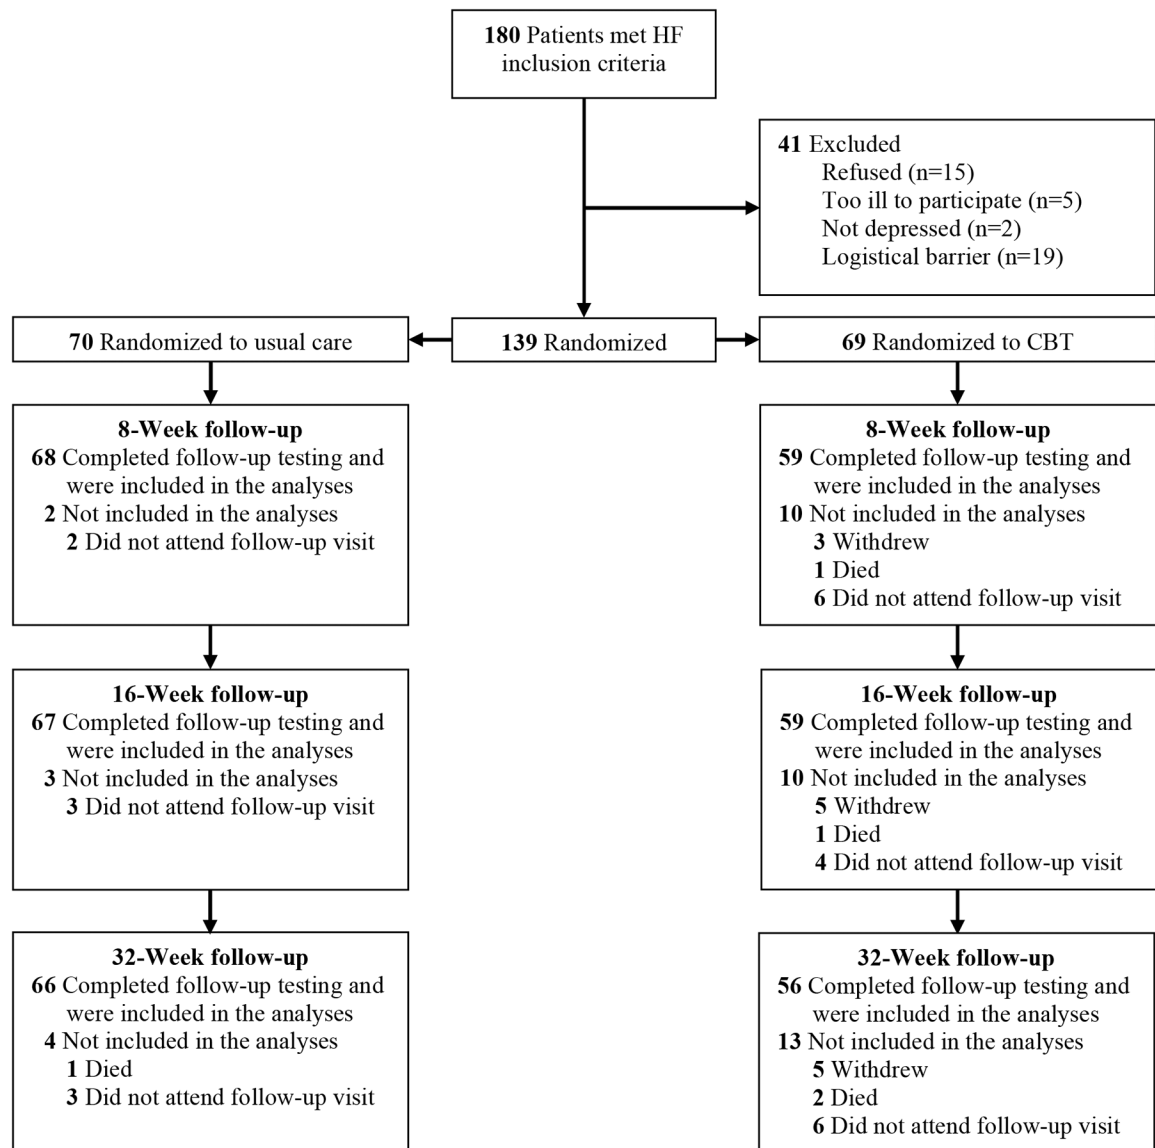 180 Patients met HF
inclusion criteria
41 Excluded
Refused (n=15)
Too ill to participate (n=5)
Not depressed (n=2)
Logistical barrier (n=19)
70 Randomized to usual care
139 Randomized
69 Randomized to CBT
8-Week follow-up
68 Completed follow-up testing and
were included in the analyses
2 Not included in the analyses
2 Did not attend follow-up visit
8-Week follow-up
59 Completed follow-up testing and
were included in the analyses
10 Not included in the analyses
3 Withdrew
1 Died
6 Did not attend follow-up visit
16-Week follow-up
67 Completed follow-up testing and
were included in the analyses
3 Not included in the analyses
3 Did not attend follow-up visit
16-Week follow-up
59 Completed follow-up testing and
were included in the analyses
10 Not included in the analyses
5 Withdrew
1 Died
4 Did not attend follow-up visit
32-Week follow-up
66 Completed follow-up testing and
were included in the analyses
4 Not included in the analyses
1 Died
3 Did not attend follow-up visit
32-Week follow-up
56 Completed follow-up testing and
were included in the analyses
13 Not included in the analyses
5 Withdrew
2 Died
6 Did not attend follow-up visit